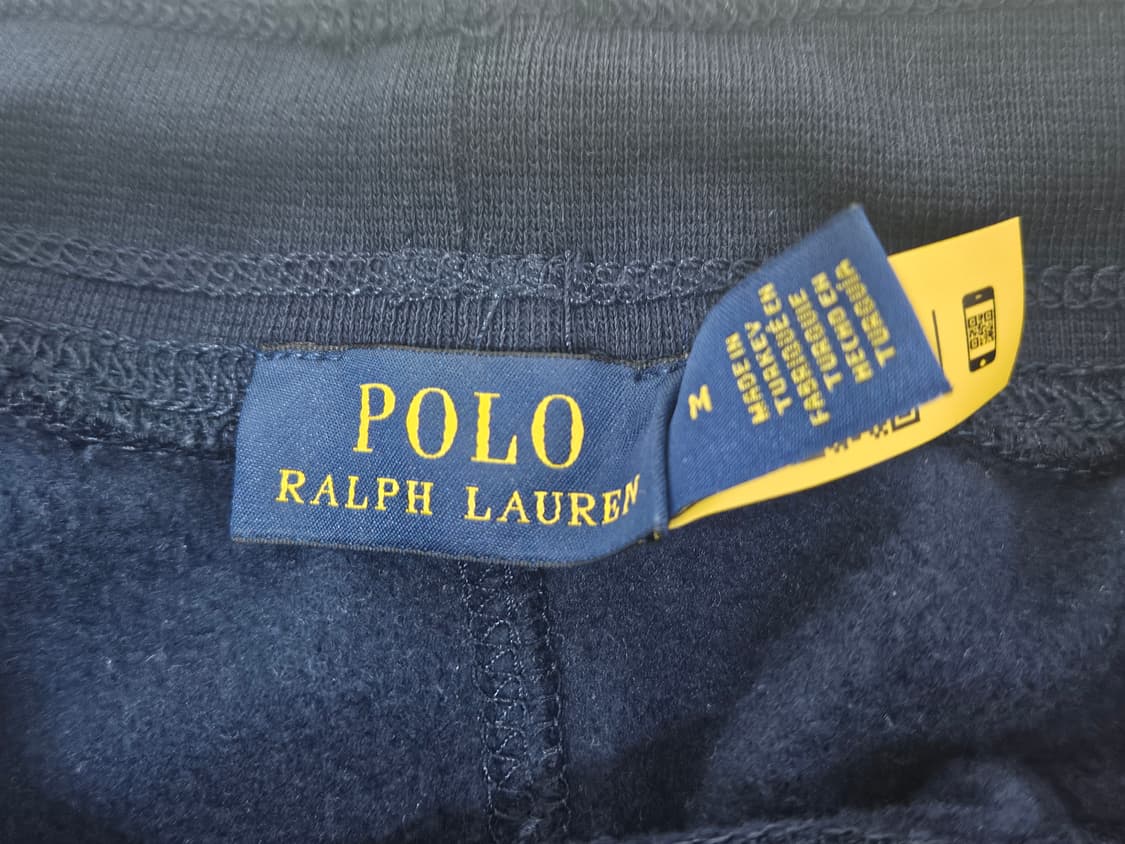 POLO
RALPH LAUREN
M
MADE IN
TURKEY
FABRIQUÉ EN
TURQUIE
HECHO EN
TURQUÍA